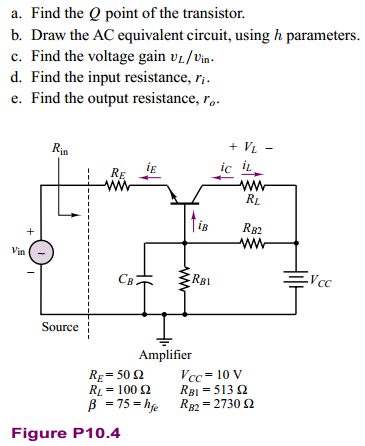 a. Find the Q point of the transistor.
b. Draw the AC equivalent circuit, using h parameters.
c. Find the voltage gain vL/vin.
d. Find the input resistance, ri.
e. Find the output resistance, ro.
Rin
+ VL −
RE
iE
iC
iL
RL
iB
RB2
+
vin
~
−
CB
RB1
VCC
Source
Amplifier
RE = 50 Ω
VCC = 10 V
RL = 100 Ω
RB1 = 513 Ω
β = 75 = hfe
RB2 = 2730 Ω
Figure P10.4